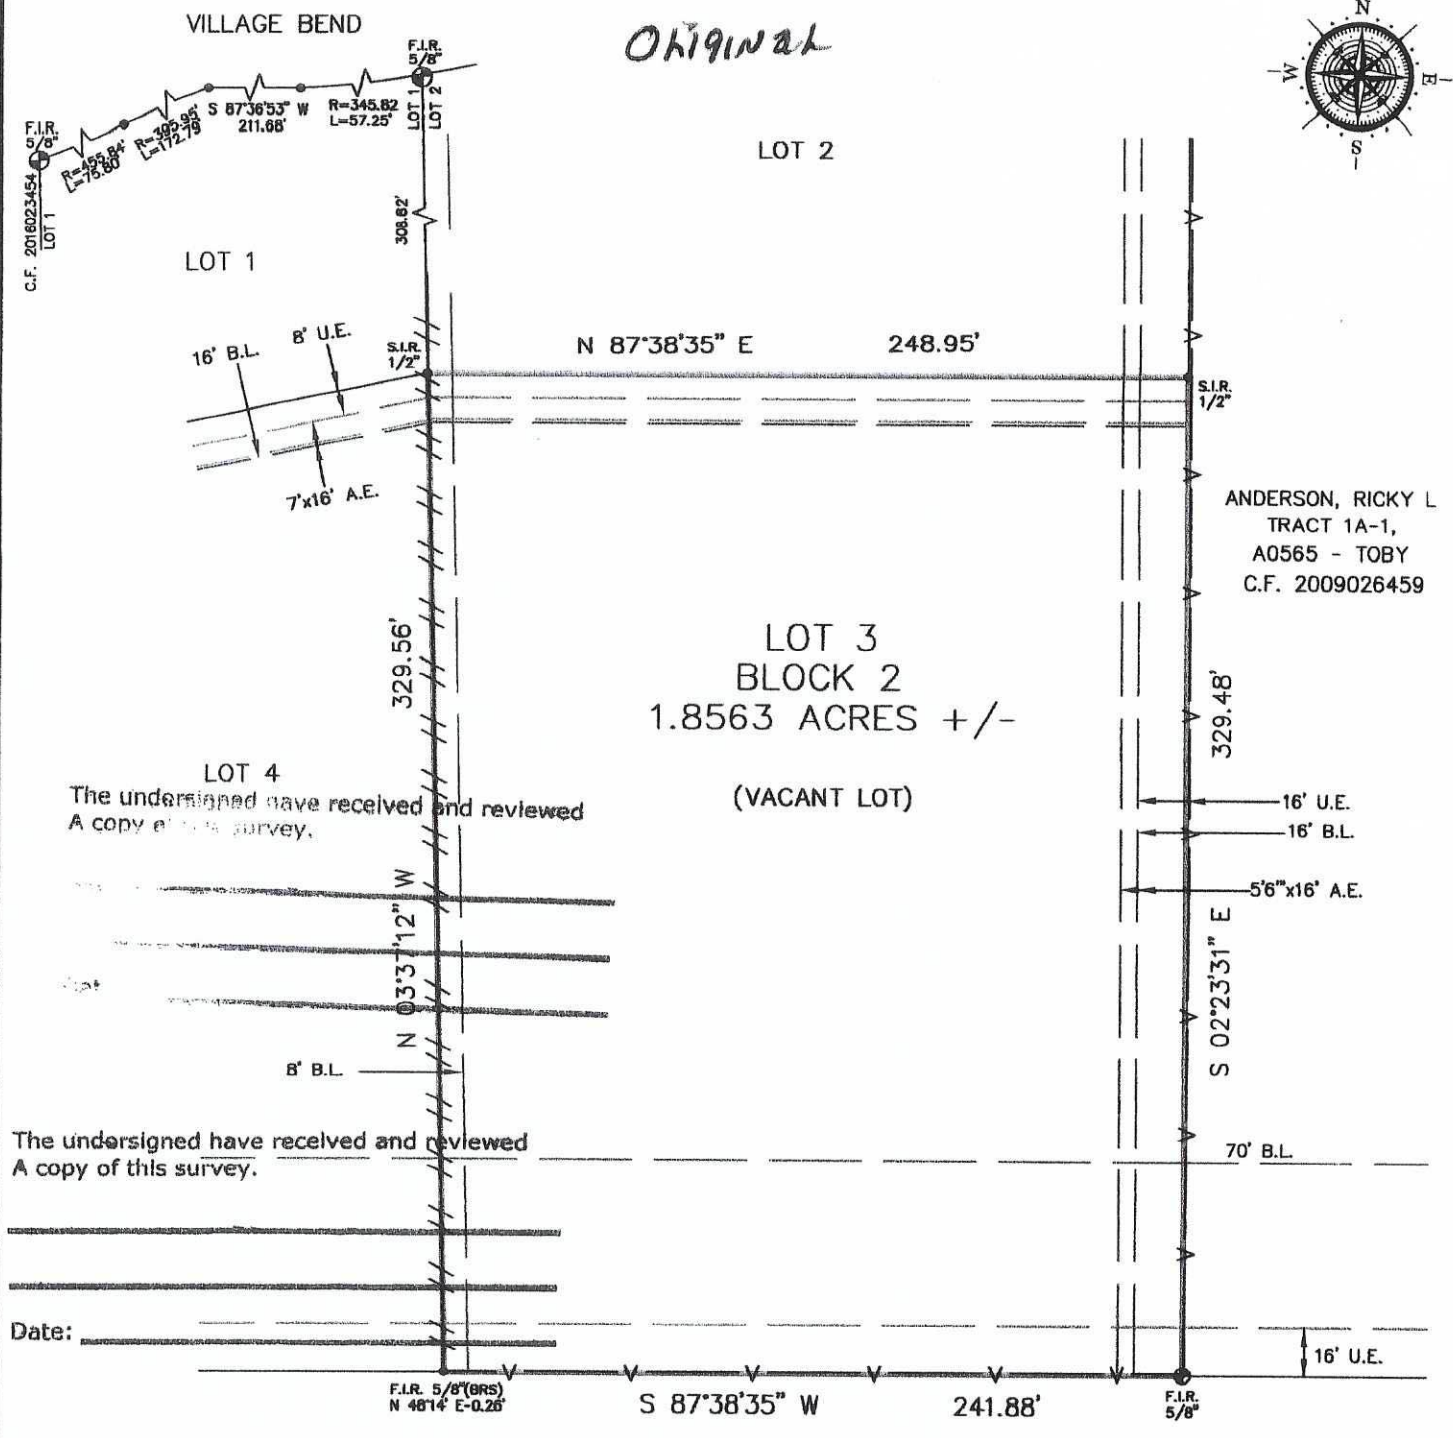 VILLAGE BEND
ORIGINAL
N
W
E
S
F.I.R.
5/8"
F.I.R.
5/8"
R=455.84'
L=75.80'
R=395.95'
L=172.79'
S 87°36'53" W
211.68'
R=345.82
L=57.25'
LOT 1
LOT 2
C.F. 2016023454
LOT 1
308.62'
LOT 2
LOT 1
16' B.L.
8' U.E.
S.I.R.
1/2"
N 87°38'35" E 248.95'
S.I.R.
1/2"
7'x16' A.E.
ANDERSON, RICKY L
TRACT 1A-1,
A0565 - TOBY
C.F. 2009026459
329.56'
LOT 3
BLOCK 2
1.8563 ACRES +/-
(VACANT LOT)
329.48'
LOT 4
The undersigned have received and reviewed
A copy survey.
16' U.E.
16' B.L.
5'6"'x16' A.E.
N 03°37'12" W
S 02°23'31" E
8' B.L.
The undersigned have received and reviewed
A copy of this survey.
70' B.L.
Date:
16' U.E.
F.I.R. 5/8"(BRS)
N 48°14' E-0.26'
S 87°38'35" W 241.88'
F.I.R.
5/8"